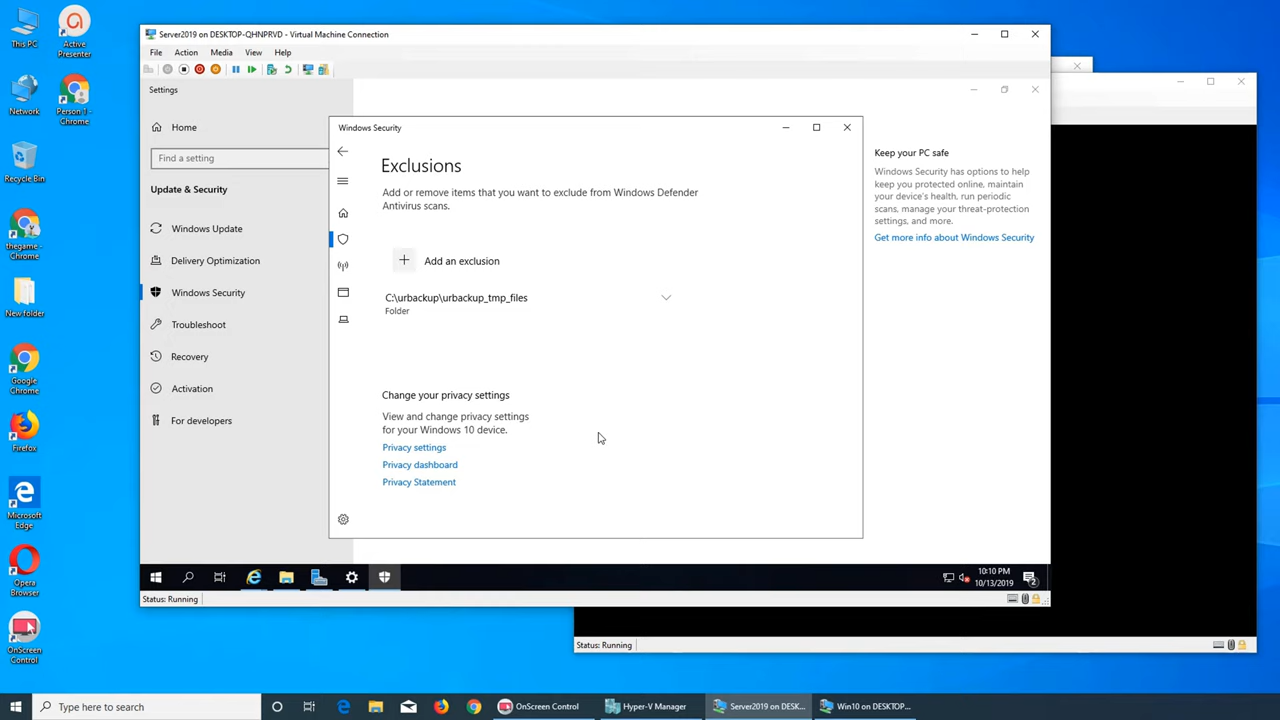 This PC
Active
Presenter
Network
Person 1 -
Chrome
Recycle Bin
thegame -
Chrome
New folder
Google
Chrome
Firefox
Microsoft
Edge
Opera
Browser
OnScreen
Control
Server2019 on DESKTOP-QHNPRVD - Virtual Machine Connection
File Action Media View Help
Settings
Home
Find a setting
Update & Security
Windows Update
Delivery Optimization
Windows Security
Troubleshoot
Recovery
Activation
For developers
Windows Security
Exclusions
Add or remove items that you want to exclude from Windows Defender
Antivirus scans.
Add an exclusion
C:\urbackup\urbackup_tmp_files
Folder
Change your privacy settings
View and change privacy settings
for your Windows 10 device.
Privacy settings
Privacy dashboard
Privacy Statement
Keep your PC safe
Windows Security has options to help
keep you protected online, maintain
your device's health, run periodic
scans, manage your threat-protection
settings, and more.
Get more info about Windows Security
10:10 PM
10/13/2019
2
Status: Running
Status: Running
Type here to search
OnScreen Control
Hyper-V Manager
Server2019 on DESK...
Win10 on DESKTOP...